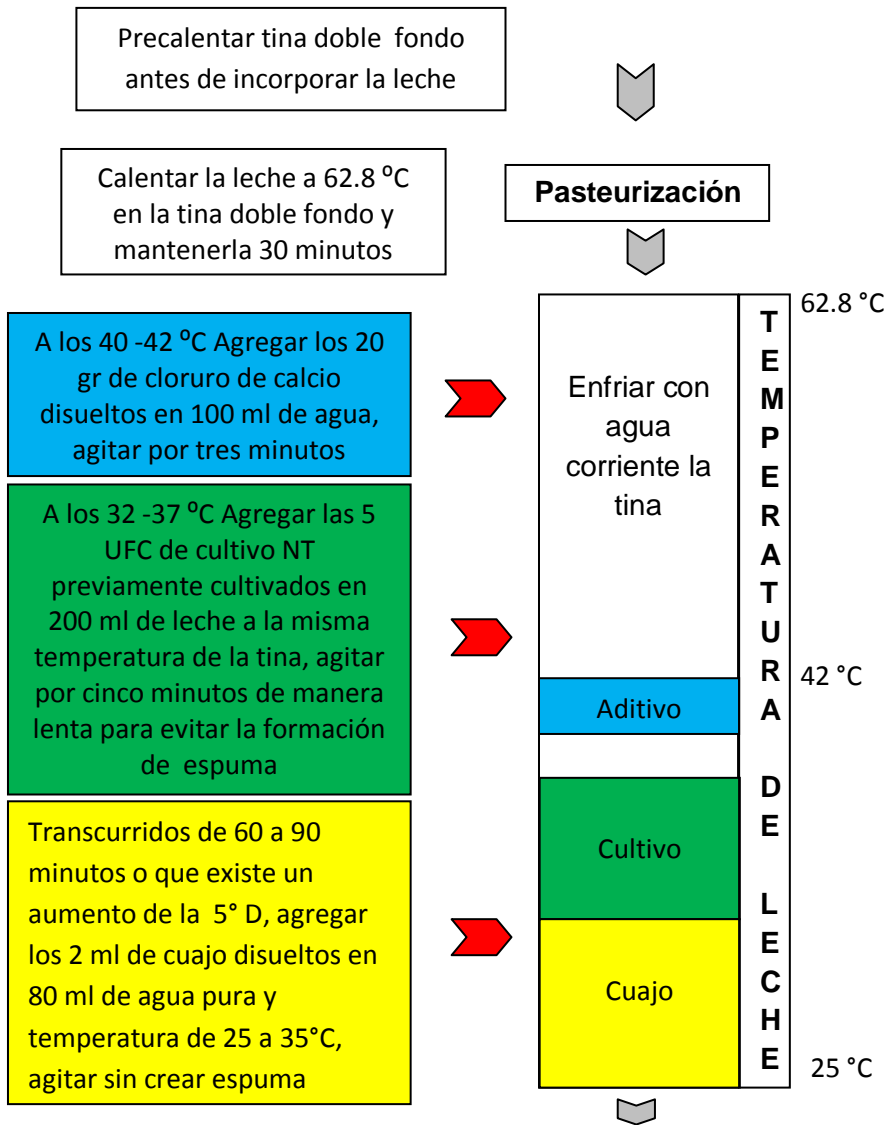 Precalentar tina doble fondo
antes de incorporar la leche
Calentar la leche a 62.8 ⁰C
en la tina doble fondo y
mantenerla 30 minutos
Pasteurización
A los 40 -42 ⁰C Agregar los 20
gr de cloruro de calcio
disueltos en 100 ml de agua,
agitar por tres minutos
A los 32 -37 ⁰C Agregar las 5
UFC de cultivo NT
previamente cultivados en
200 ml de leche a la misma
temperatura de la tina, agitar
por cinco minutos de manera
lenta para evitar la formación
de espuma
Transcurridos de 60 a 90
minutos o que existe un
aumento de la 5° D, agregar
los 2 ml de cuajo disueltos en
80 ml de agua pura y
temperatura de 25 a 35°C,
agitar sin crear espuma
Enfriar con
agua
corriente la
tina
Aditivo
Cultivo
Cuajo
TEMPERATURA DE LECHE
62.8 °C
42 °C
25 °C